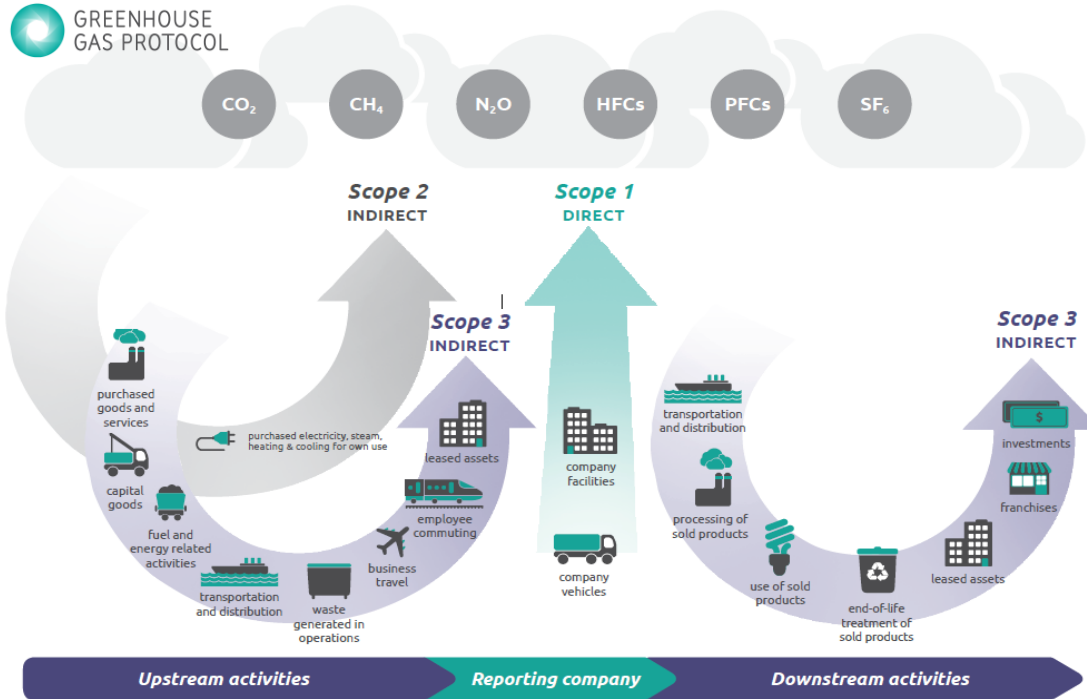 GREENHOUSE
GAS PROTOCOL
CO₂
CH₄
N₂O
HFCs
PFCs
SF₆
Scope 2
INDIRECT
Scope 1
DIRECT
Scope 3
INDIRECT
Scope 3
INDIRECT
purchased
goods and
services
capital
goods
fuel and
energy related
activities
transportation
and distribution
waste
generated in
operations
business
travel
employee
commuting
leased assets
purchased electricity, steam,
heating & cooling for own use
company
facilities
company
vehicles
transportation
and distribution
processing of
sold products
use of sold
products
end-of-life
treatment of
sold products
leased assets
franchises
$
investments
Upstream activities
Reporting company
Downstream activities